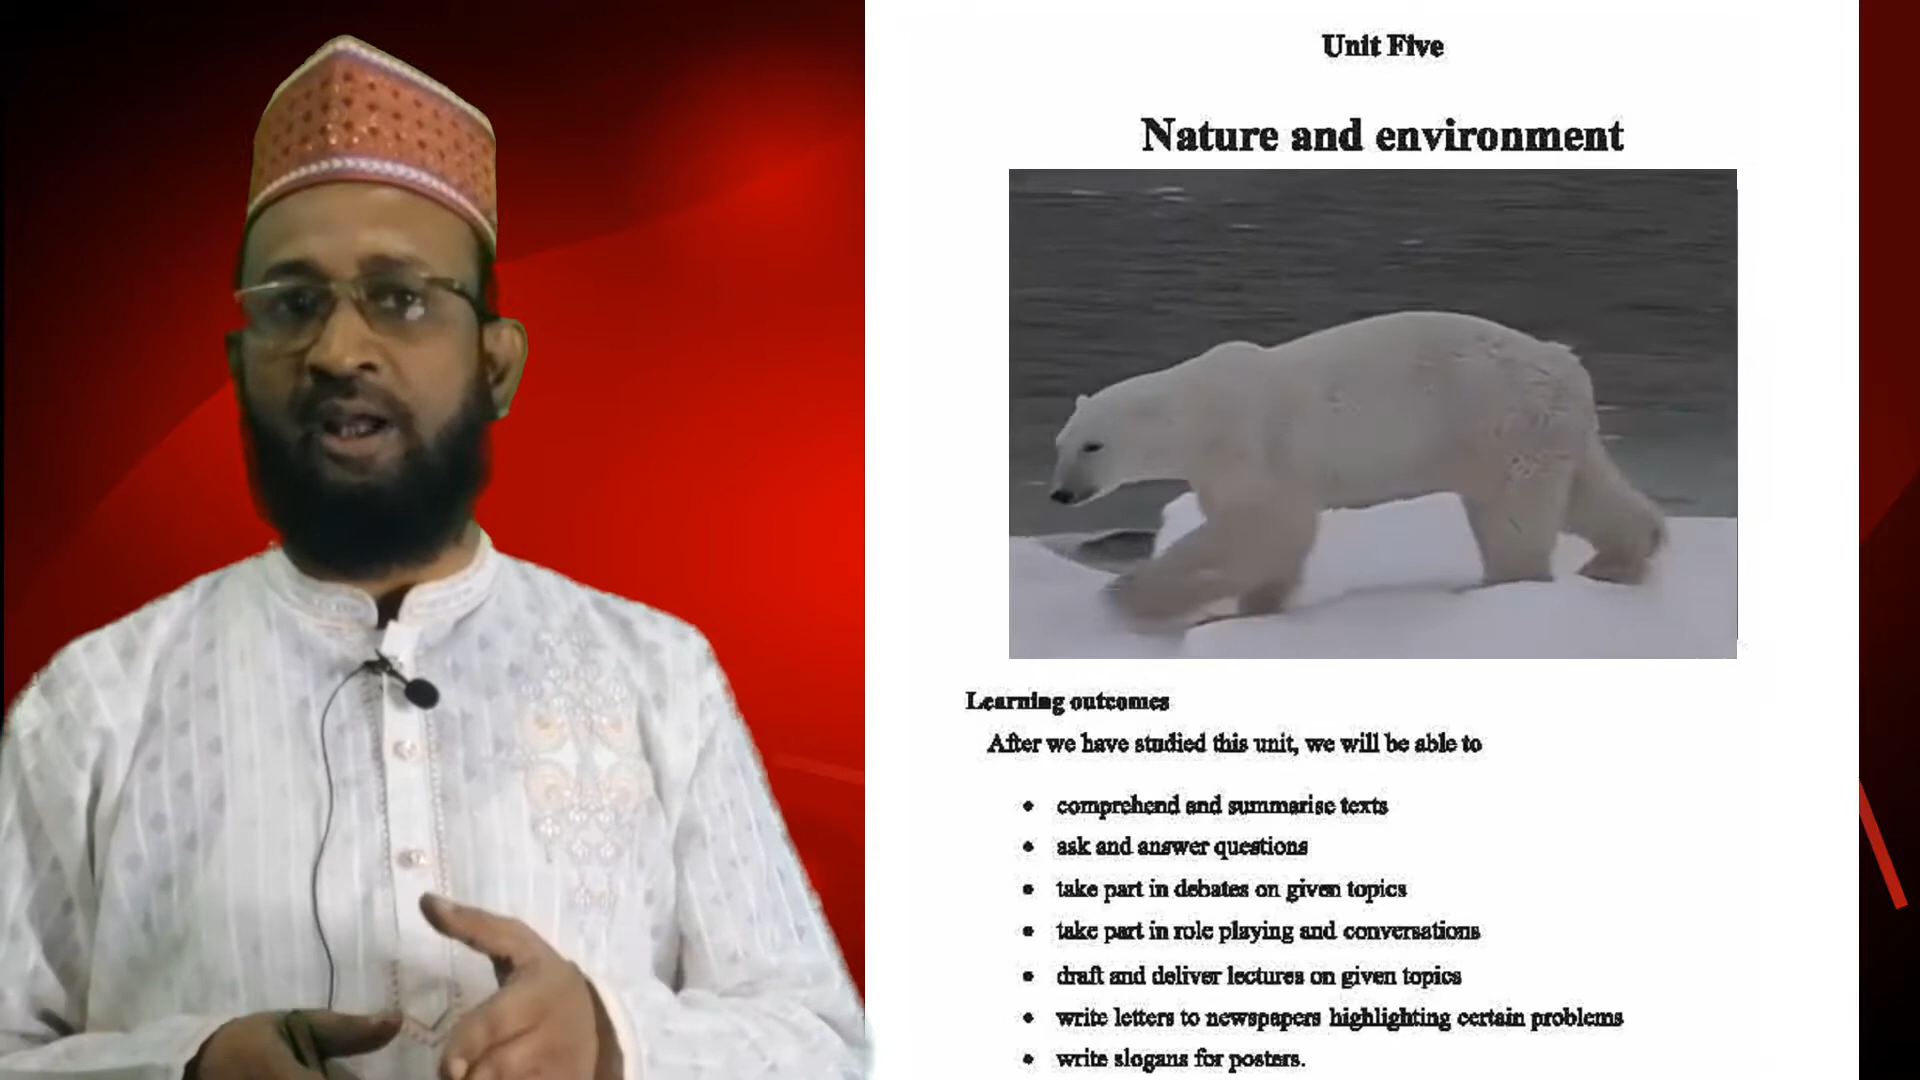 Unit Five
Nature and environment
Learning outcomes
After we have studied this unit, we will be able to
• comprehend and summarise texts
• ask and answer questions
• take part in debates on given topics
• take part in role playing and conversations
• draft and deliver lectures on given topics
• write letters to newspapers highlighting certain problems
• write slogans for posters.